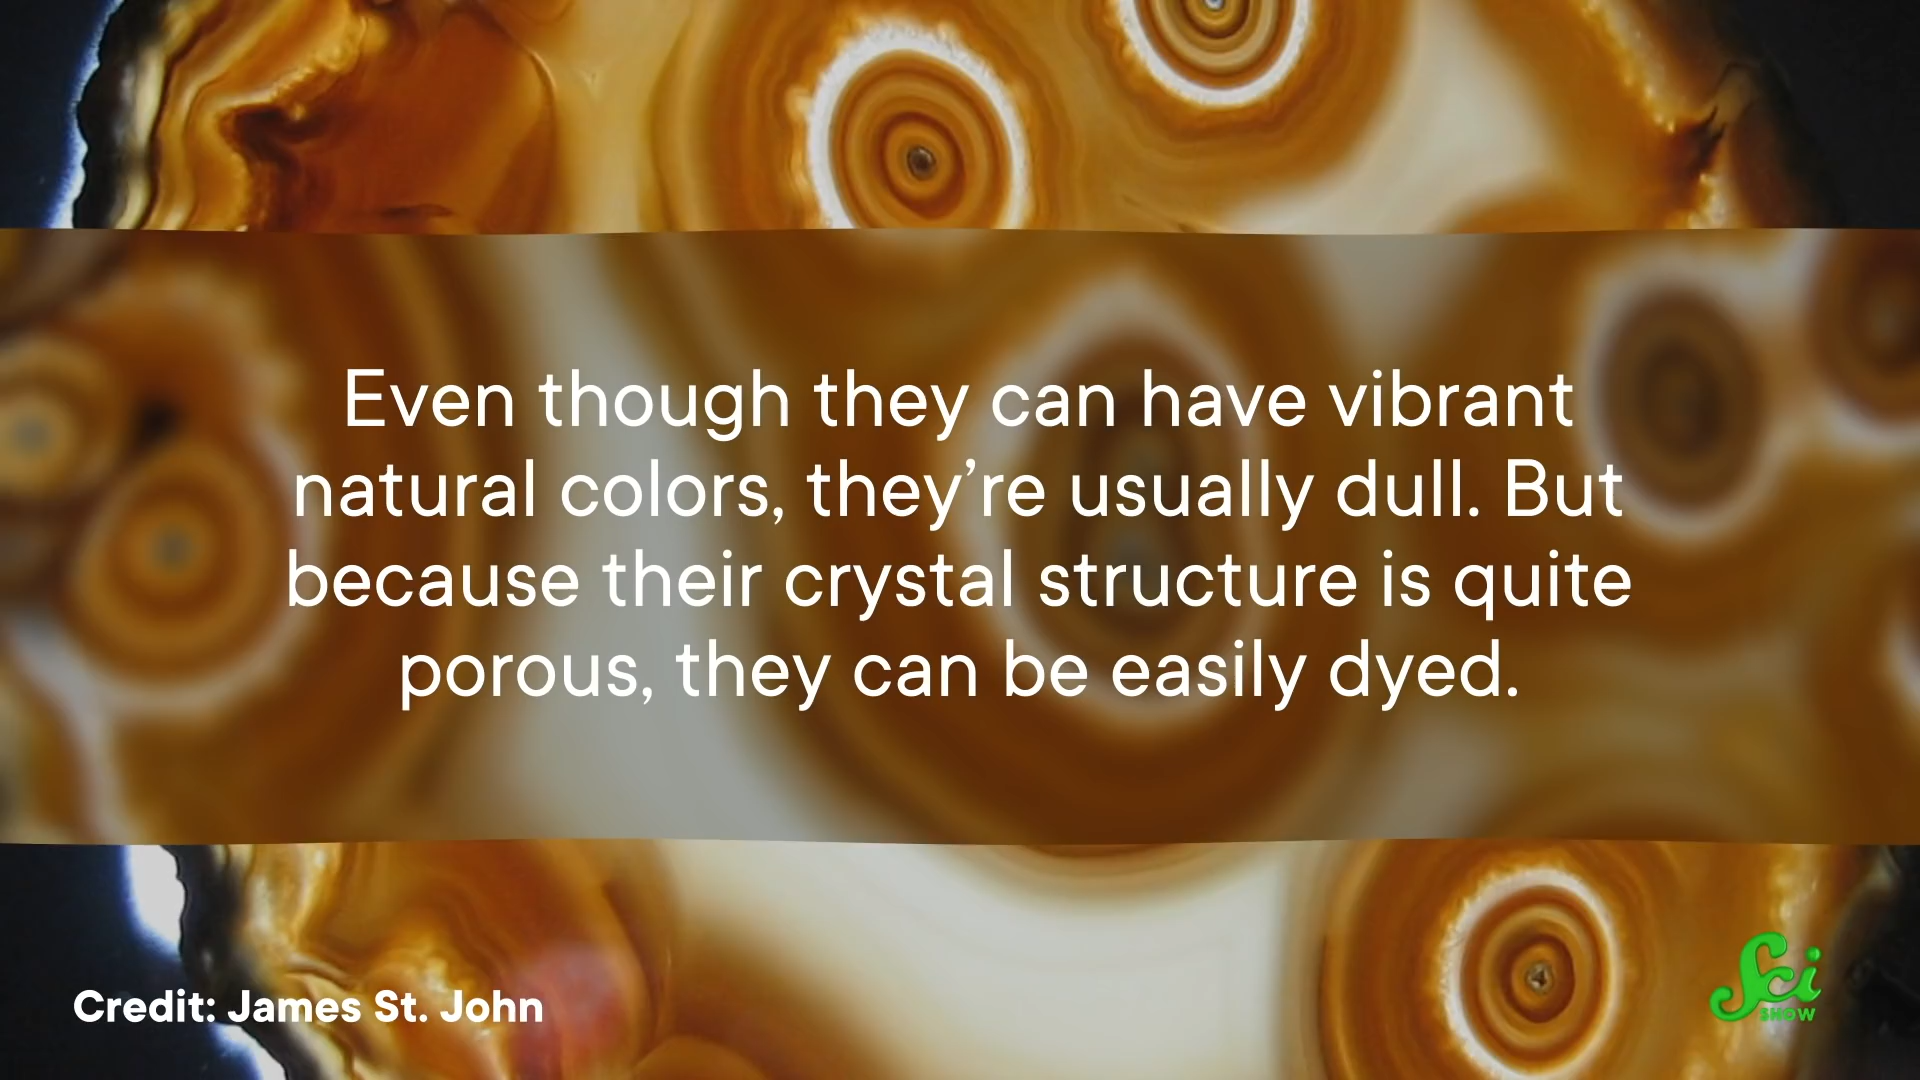 Even though they can have vibrant
natural colors, they’re usually dull. But
because their crystal structure is quite
porous, they can be easily dyed.
Credit: James St. John
Sci
SHOW